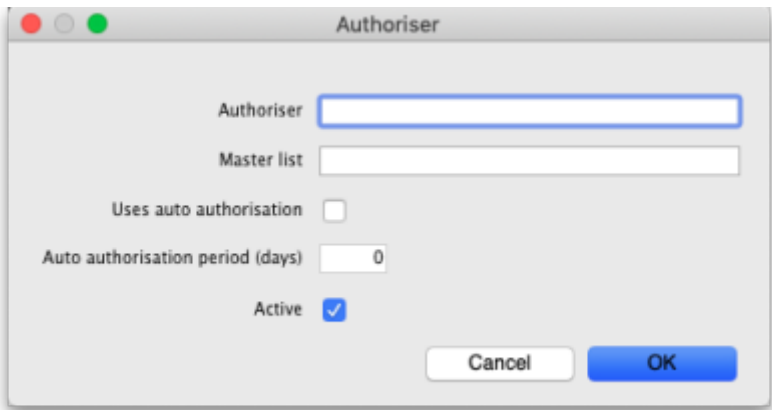 Authoriser
Authoriser
Master list
Uses auto authorisation
Auto authorisation period (days) 0
Active
Cancel OK